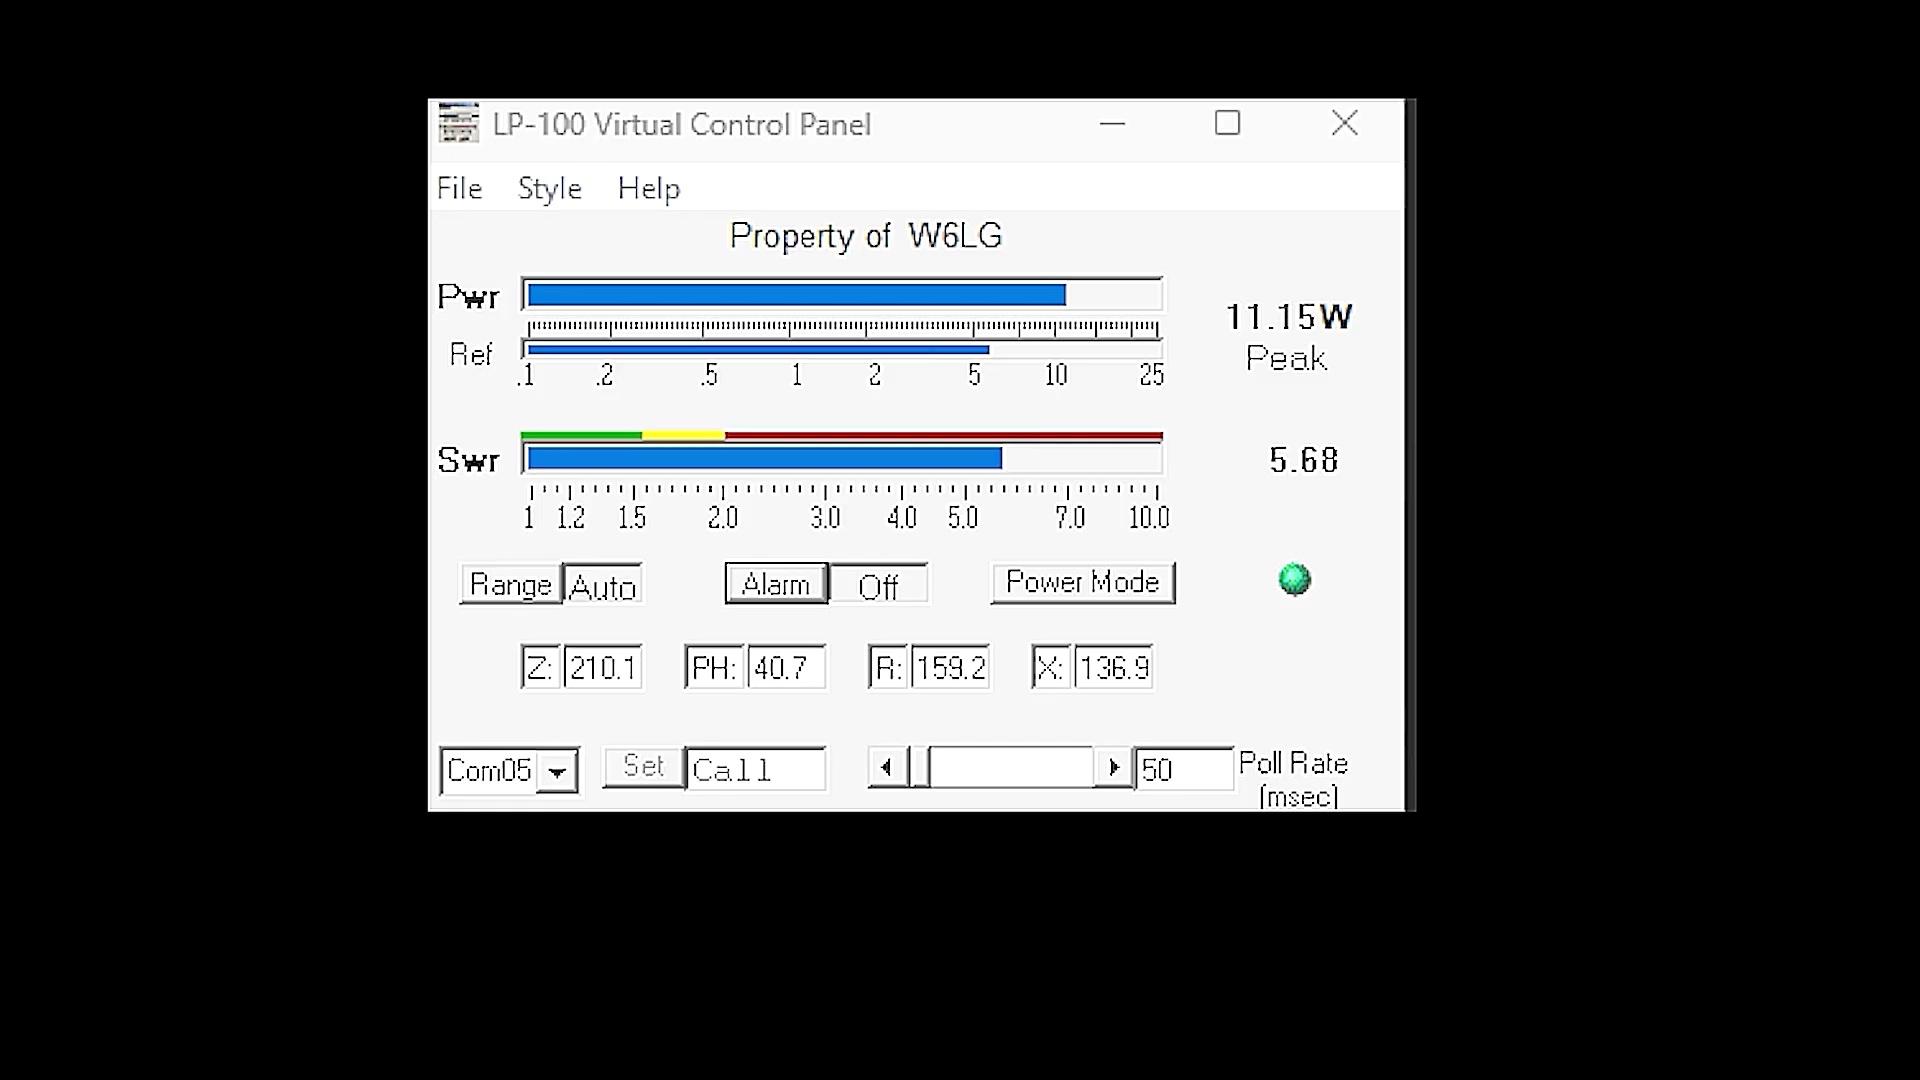 LP-100 Virtual Control Panel
File Style Help
Property of W6LG
Pwr
11.15W
Ref
Peak
.1 .2 .5 1 2 5 10 25
Swr
5.68
1 1.2 1.5 2.0 3.0 4.0 5.0 7.0 10.0
Range Auto Alarm Off Power Mode
Z: 210.1 PH: 40.7 R: 159.2 X: 136.9
Com05 Set Call 50 Poll Rate
(msec)